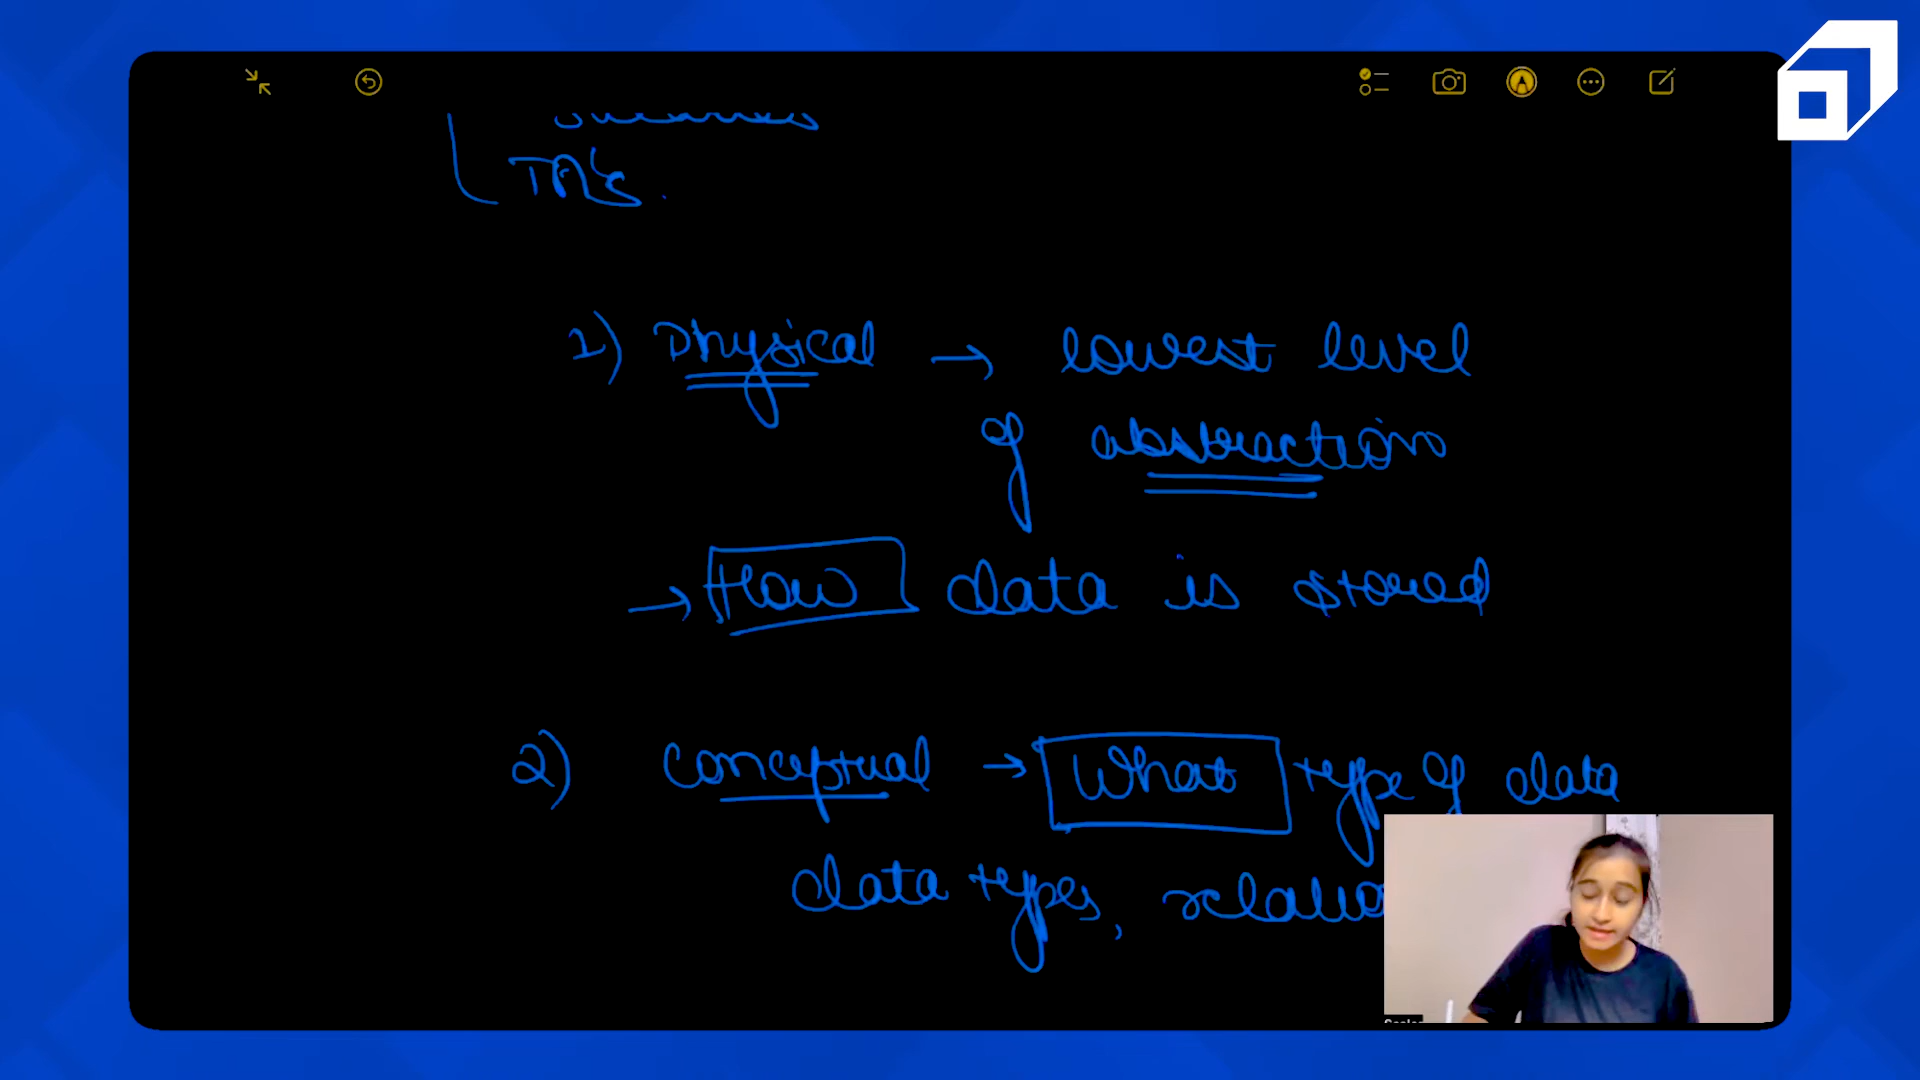 TA's.
1) Physical → lowest level
of abstraction
→ How data is stored
2) Conceptual → What type of data
data types,